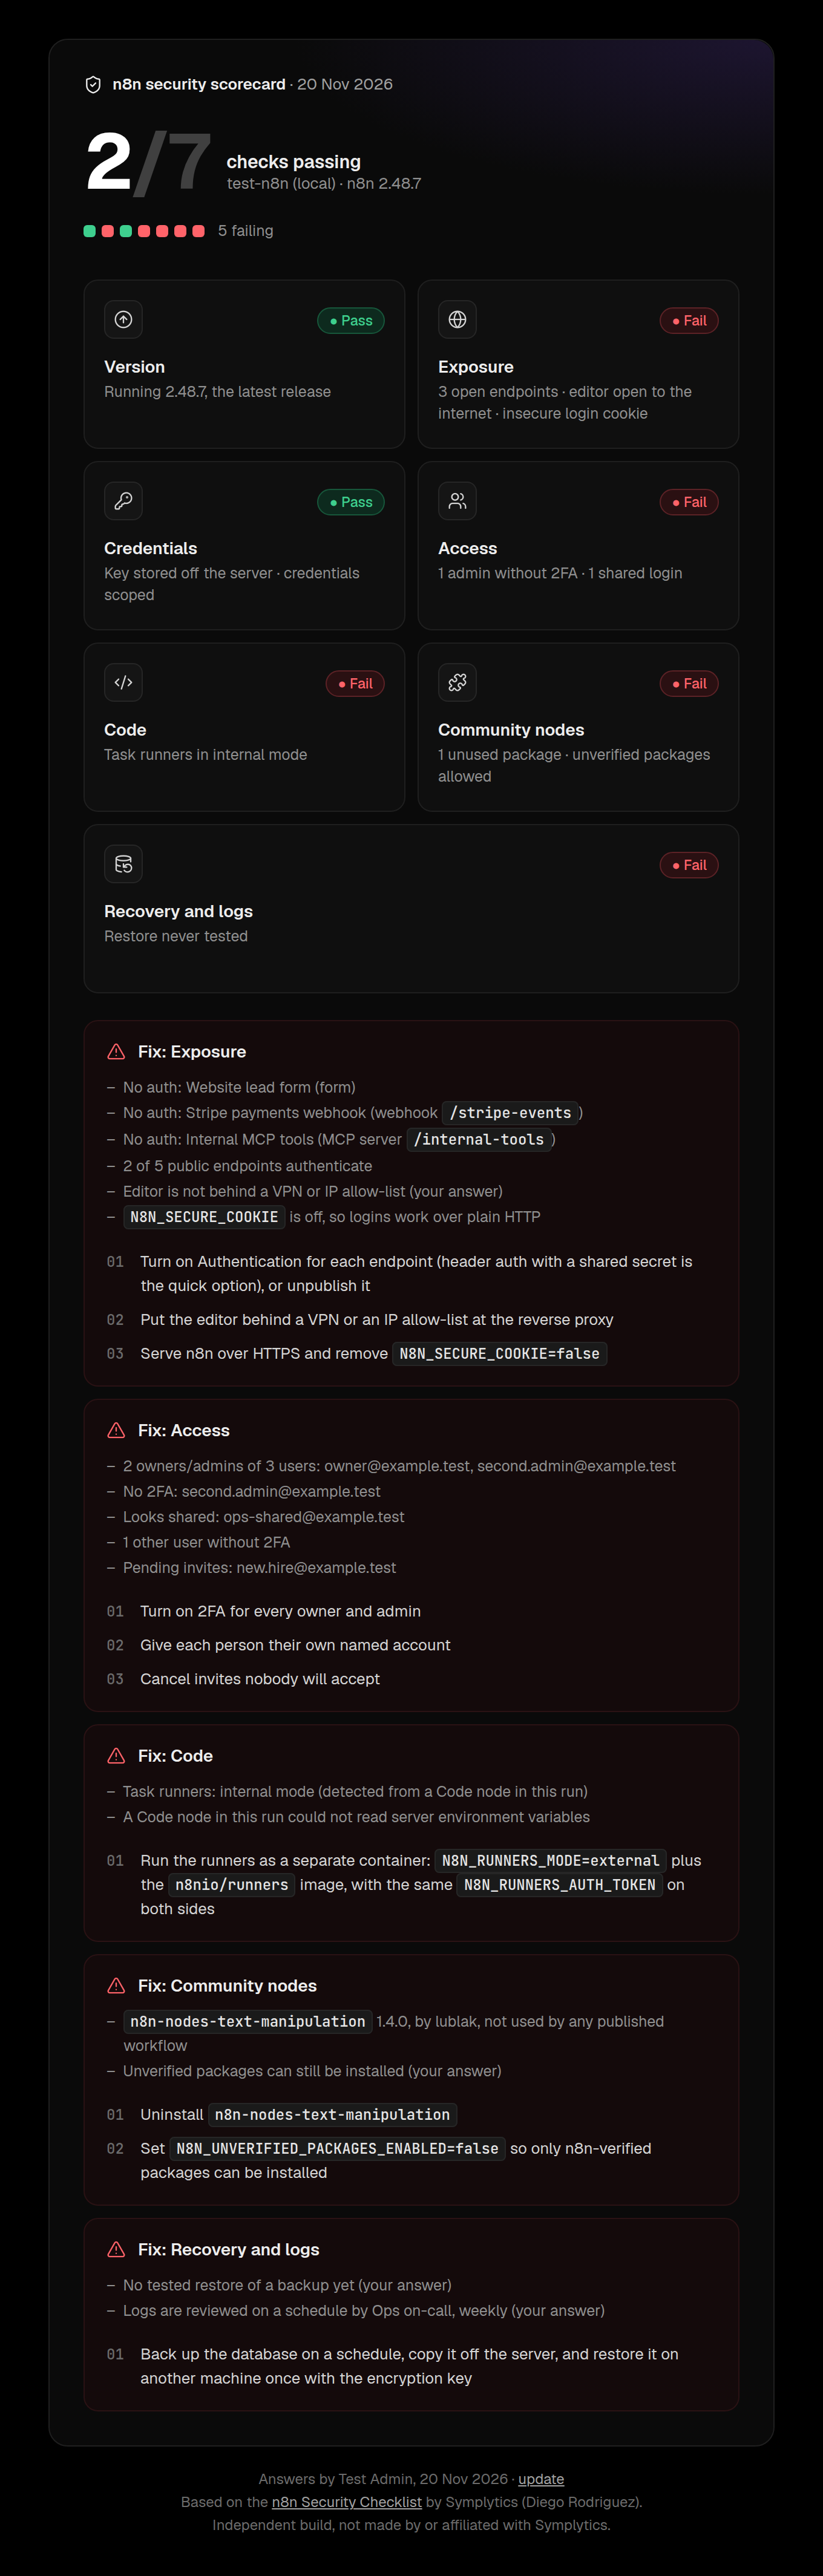 n8n security scorecard · 20 Nov 2026
2/7
checks passing
test-n8n (local) · n8n 2.48.7
5 failing
Pass
Version
Running 2.48.7, the latest release
Fail
Exposure
3 open endpoints · editor open to the
internet · insecure login cookie
Pass
Credentials
Key stored off the server · credentials
scoped
Fail
Access
1 admin without 2FA · 1 shared login
Fail
Code
Task runners in internal mode
Fail
Community nodes
1 unused package · unverified packages
allowed
Fail
Recovery and logs
Restore never tested
Fix: Exposure
– No auth: Website lead form (form)
– No auth: Stripe payments webhook (webhook /stripe-events)
– No auth: Internal MCP tools (MCP server /internal-tools)
– 2 of 5 public endpoints authenticate
– Editor is not behind a VPN or IP allow-list (your answer)
– N8N_SECURE_COOKIE is off, so logins work over plain HTTP
01 Turn on Authentication for each endpoint (header auth with a shared secret is
the quick option), or unpublish it
02 Put the editor behind a VPN or an IP allow-list at the reverse proxy
03 Serve n8n over HTTPS and remove N8N_SECURE_COOKIE=false
Fix: Access
– 2 owners/admins of 3 users: owner@example.test, second.admin@example.test
– No 2FA: second.admin@example.test
– Looks shared: ops-shared@example.test
– 1 other user without 2FA
– Pending invites: new.hire@example.test
01 Turn on 2FA for every owner and admin
02 Give each person their own named account
03 Cancel invites nobody will accept
Fix: Code
– Task runners: internal mode (detected from a Code node in this run)
– A Code node in this run could not read server environment variables
01 Run the runners as a separate container: N8N_RUNNERS_MODE=external plus
the n8nio/runners image, with the same N8N_RUNNERS_AUTH_TOKEN on
both sides
Fix: Community nodes
– n8n-nodes-text-manipulation 1.4.0, by lublak, not used by any published
workflow
– Unverified packages can still be installed (your answer)
01 Uninstall n8n-nodes-text-manipulation
02 Set N8N_UNVERIFIED_PACKAGES_ENABLED=false so only n8n-verified
packages can be installed
Fix: Recovery and logs
– No tested restore of a backup yet (your answer)
– Logs are reviewed on a schedule by Ops on-call, weekly (your answer)
01 Back up the database on a schedule, copy it off the server, and restore it on
another machine once with the encryption key
Answers by Test Admin, 20 Nov 2026 · update
Based on the n8n Security Checklist by Symplytics (Diego Rodriguez).
Independent build, not made by or affiliated with Symplytics.